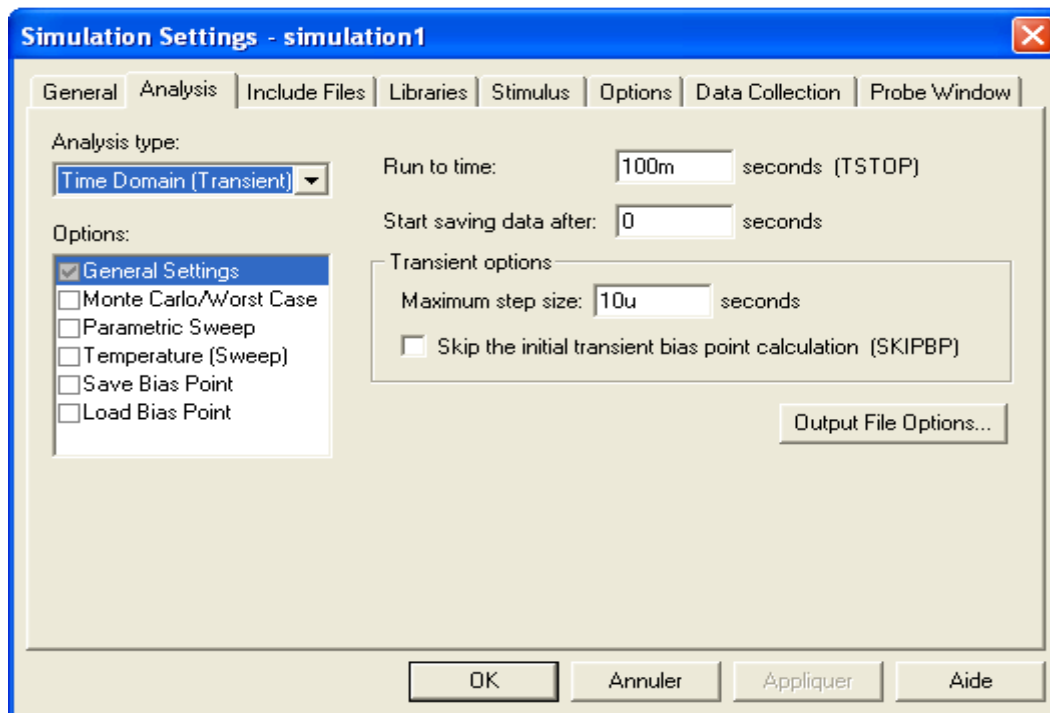 Simulation Settings - simulation1
General Analysis Include Files Libraries Stimulus Options Data Collection Probe Window
Analysis type:
Time Domain (Transient)
Options:
General Settings
Monte Carlo/Worst Case
Parametric Sweep
Temperature (Sweep)
Save Bias Point
Load Bias Point
Run to time: 100m seconds (TSTOP)
Start saving data after: 0 seconds
Transient options
Maximum step size: 10u seconds
Skip the initial transient bias point calculation (SKIPBP)
Output File Options...
OK Annuler Appliquer Aide